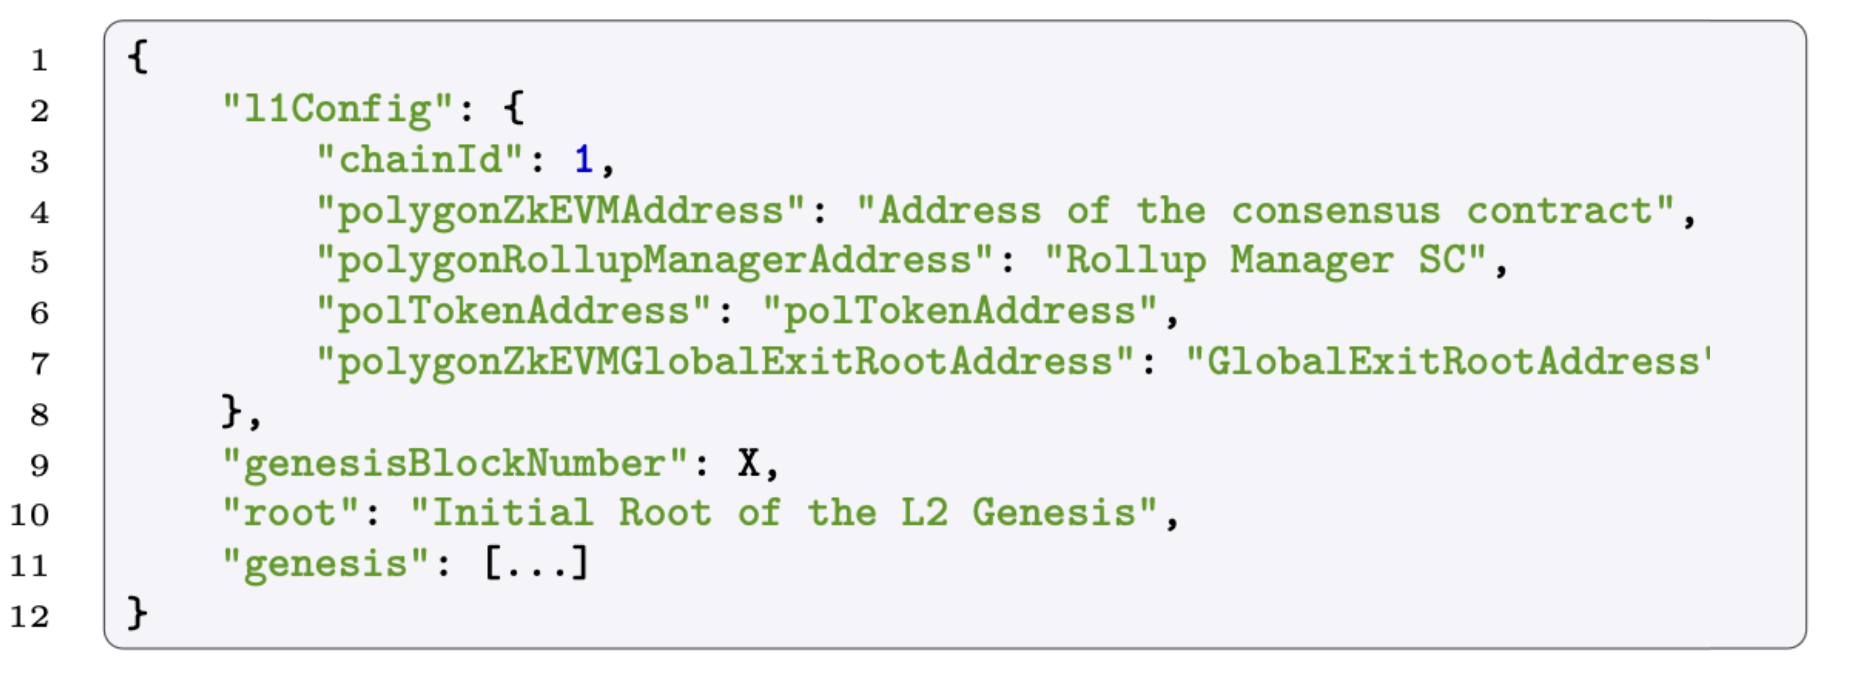 1 {
2 "l1Config": {
3 "chainId": 1,
4 "polygonZkEVMAddress": "Address of the consensus contract",
5 "polygonRollupManagerAddress": "Rollup Manager SC",
6 "polTokenAddress": "polTokenAddress",
7 "polygonZkEVMGlobalExitRootAddress": "GlobalExitRootAddress'
8 },
9 "genesisBlockNumber": X,
10 "root": "Initial Root of the L2 Genesis",
11 "genesis": [...]
12 }